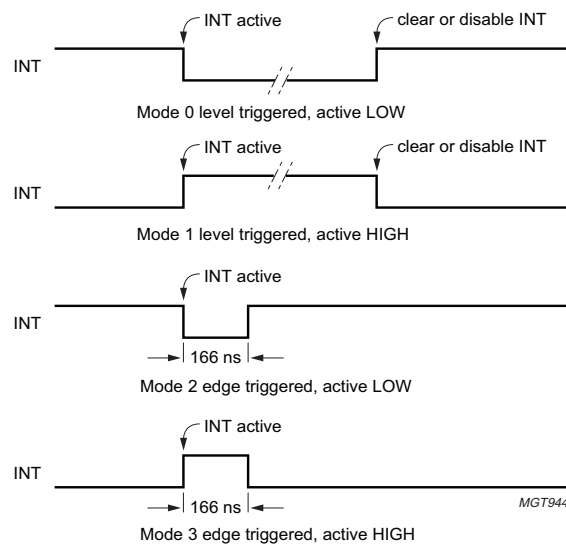 INT active
clear or disable INT
INT
Mode 0 level triggered, active LOW
INT active
clear or disable INT
INT
Mode 1 level triggered, active HIGH
INT active
INT
166 ns
Mode 2 edge triggered, active LOW
INT active
INT
166 ns
MGT944
Mode 3 edge triggered, active HIGH